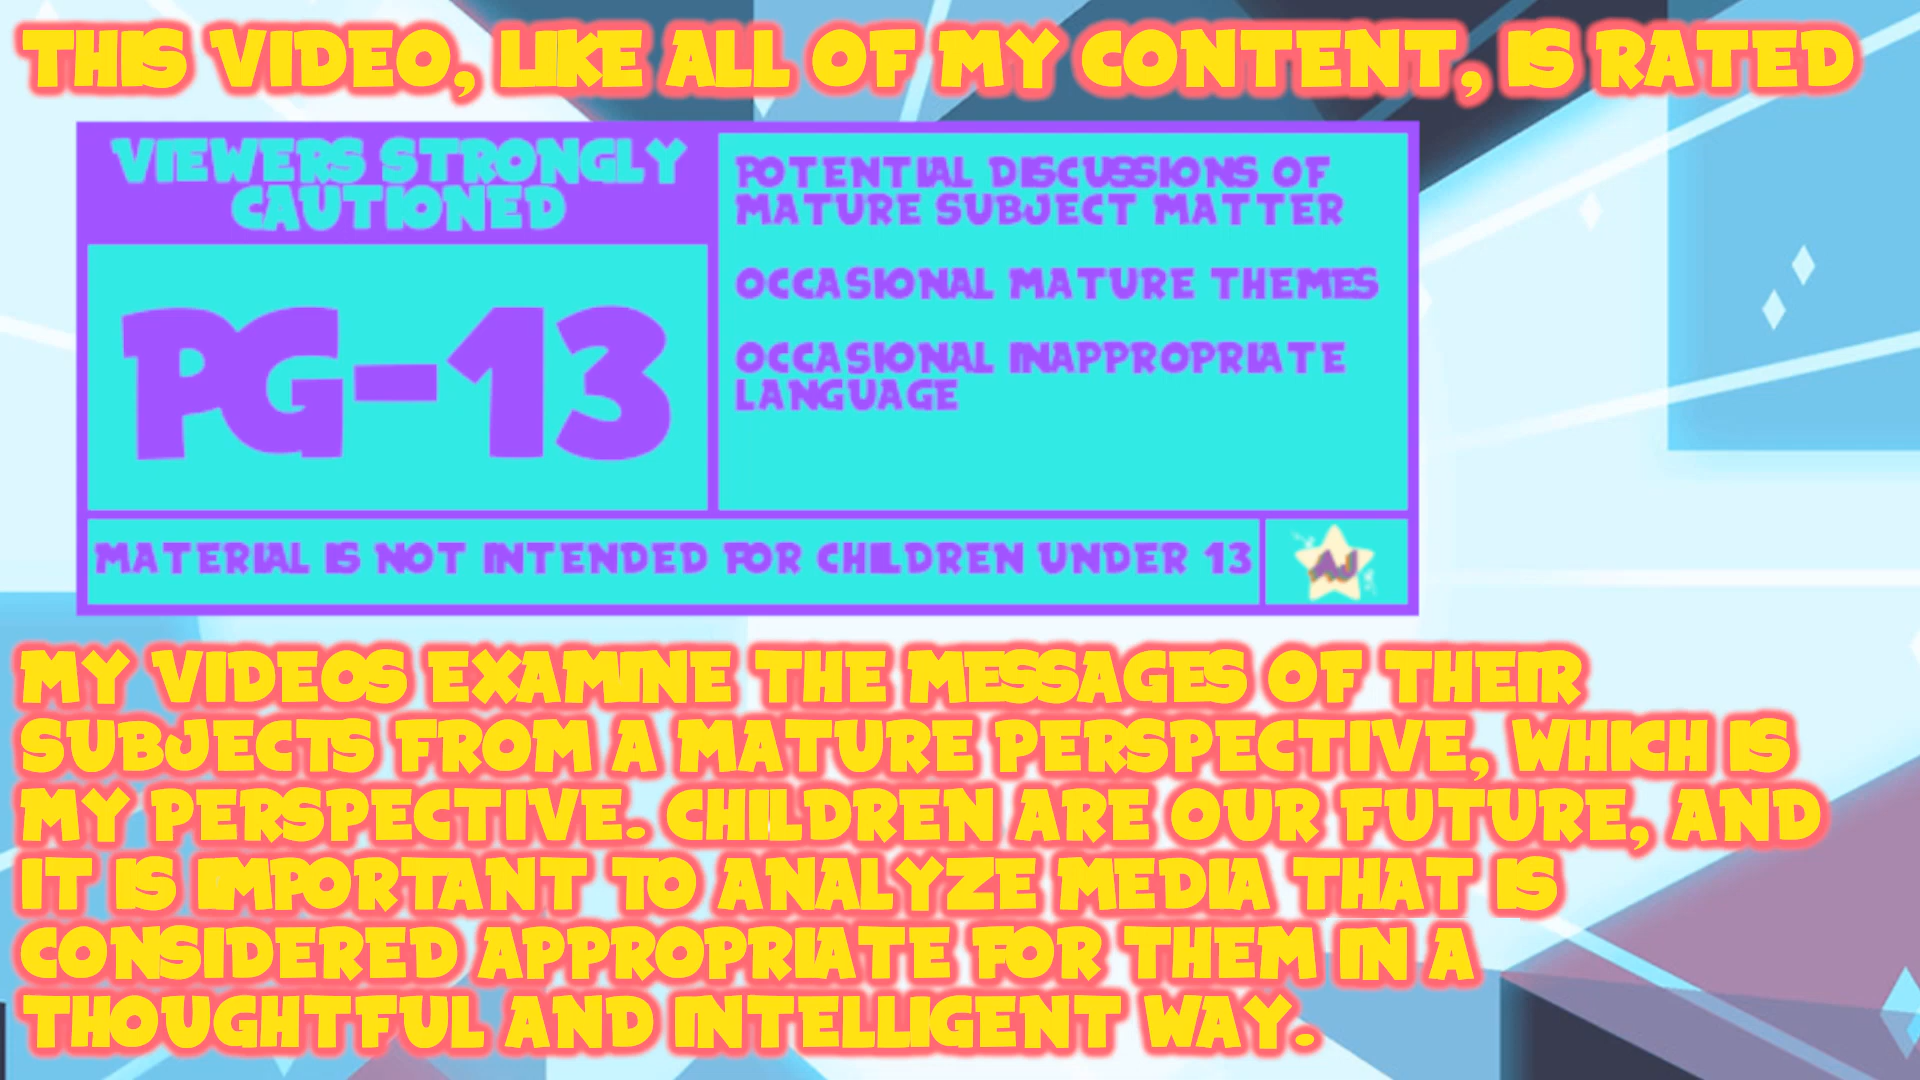 THIS VIDEO, LIKE ALL OF MY CONTENT, IS RATED
VIEWERS STRONGLY
CAUTIONED
PG-13
POTENTIAL DISCUSSIONS OF
MATURE SUBJECT MATTER
OCCASIONAL MATURE THEMES
OCCASIONAL INAPPROPRIATE
LANGUAGE
MATERIAL IS NOT INTENDED FOR CHILDREN UNDER 13
AJ
MY VIDEOS EXAMINE THE MESSAGES OF THEIR
SUBJECTS FROM A MATURE PERSPECTIVE, WHICH IS
MY PERSPECTIVE. CHILDREN ARE OUR FUTURE, AND
IT IS IMPORTANT TO ANALYZE MEDIA THAT IS
CONSIDERED APPROPRIATE FOR THEM IN A
THOUGHTFUL AND INTELLIGENT WAY.